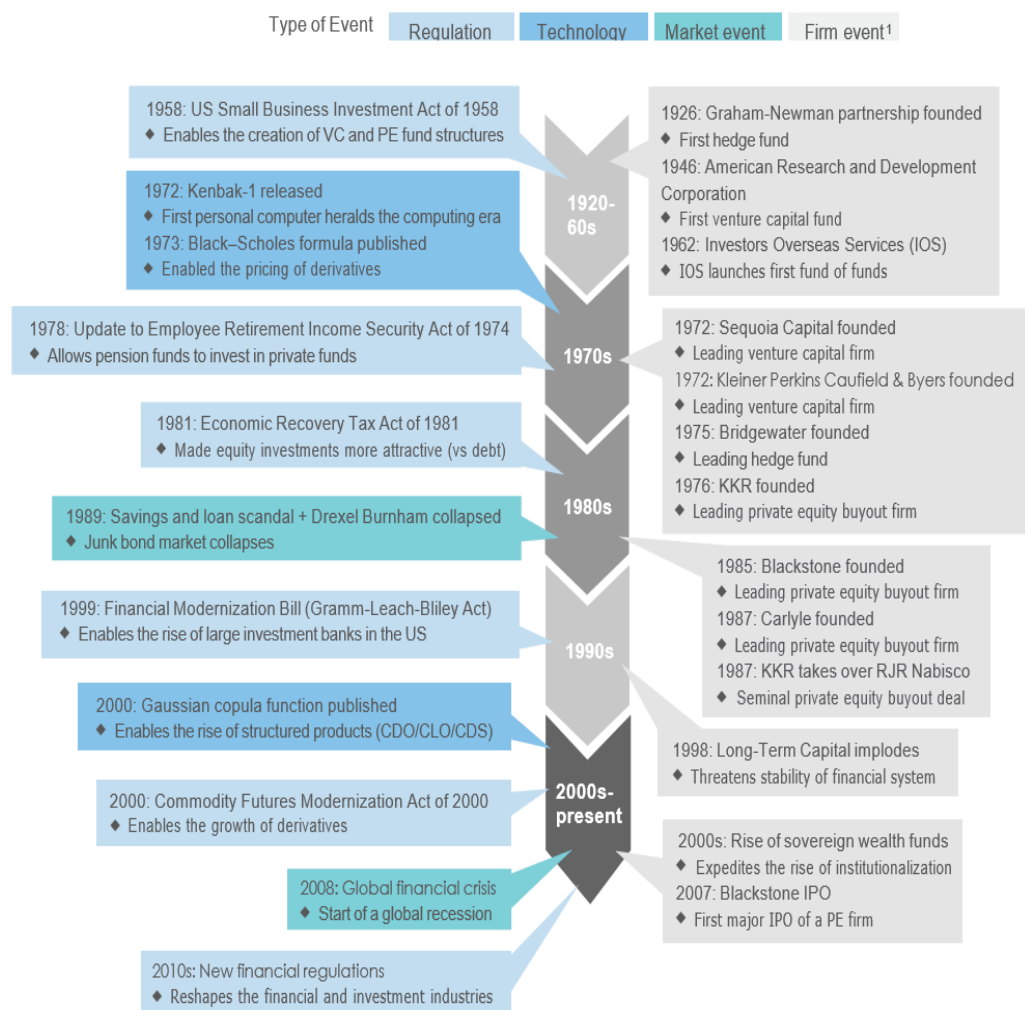 Type of Event
Regulation
Technology
Market event
Firm event¹
1958: US Small Business Investment Act of 1958
◆ Enables the creation of VC and PE fund structures
1972: Kenbak-1 released
◆ First personal computer heralds the computing era
1973: Black–Scholes formula published
◆ Enabled the pricing of derivatives
1926: Graham-Newman partnership founded
◆ First hedge fund
1946: American Research and Development
Corporation
◆ First venture capital fund
1962: Investors Overseas Services (IOS)
◆ IOS launches first fund of funds
1920-
60s
1978: Update to Employee Retirement Income Security Act of 1974
◆ Allows pension funds to invest in private funds
1970s
1972: Sequoia Capital founded
◆ Leading venture capital firm
1972: Kleiner Perkins Caufield & Byers founded
◆ Leading venture capital firm
1975: Bridgewater founded
◆ Leading hedge fund
1976: KKR founded
◆ Leading private equity buyout firm
1981: Economic Recovery Tax Act of 1981
◆ Made equity investments more attractive (vs debt)
1989: Savings and loan scandal + Drexel Burnham collapsed
◆ Junk bond market collapses
1980s
1985: Blackstone founded
◆ Leading private equity buyout firm
1987: Carlyle founded
◆ Leading private equity buyout firm
1987: KKR takes over RJR Nabisco
◆ Seminal private equity buyout deal
1999: Financial Modernization Bill (Gramm-Leach-Bliley Act)
◆ Enables the rise of large investment banks in the US
1990s
2000: Gaussian copula function published
◆ Enables the rise of structured products (CDO/CLO/CDS)
1998: Long-Term Capital implodes
◆ Threatens stability of financial system
2000: Commodity Futures Modernization Act of 2000
◆ Enables the growth of derivatives
2000s-
present
2000s: Rise of sovereign wealth funds
◆ Expedites the rise of institutionalization
2007: Blackstone IPO
◆ First major IPO of a PE firm
2008: Global financial crisis
◆ Start of a global recession
2010s: New financial regulations
◆ Reshapes the financial and investment industries